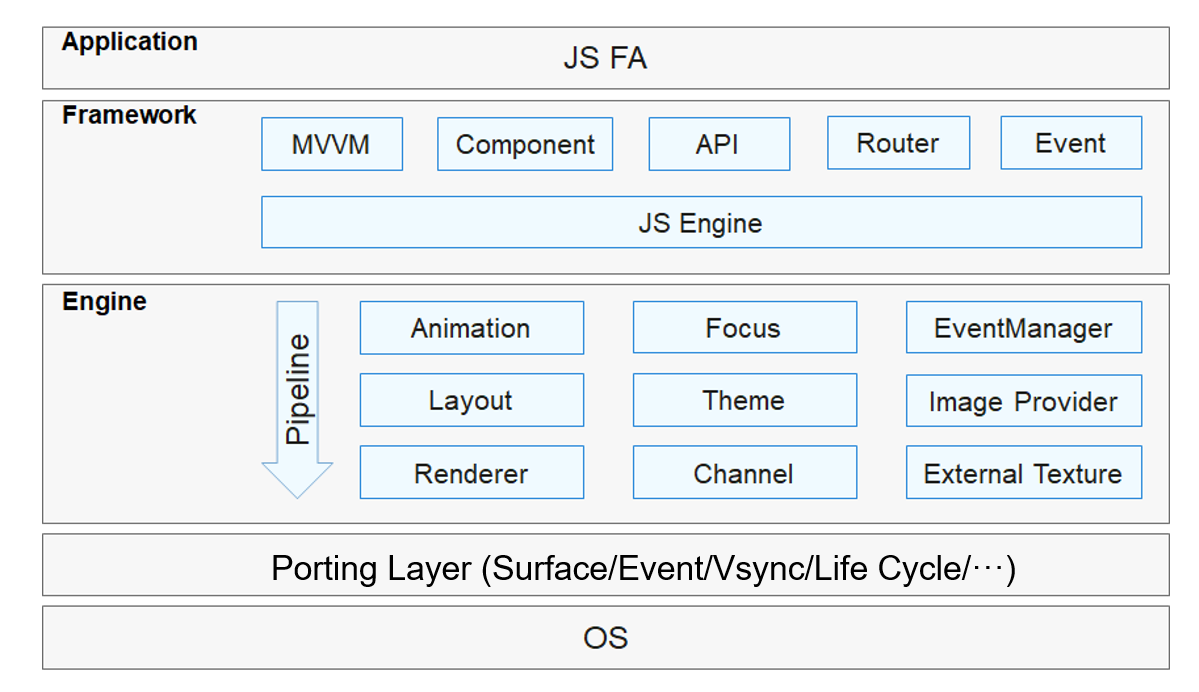 Application
JS FA
Framework
MVVM
Component
API
Router
Event
JS Engine
Engine
Pipeline
Animation
Focus
EventManager
Layout
Theme
Image Provider
Renderer
Channel
External Texture
Porting Layer (Surface/Event/Vsync/Life Cycle/···)
OS